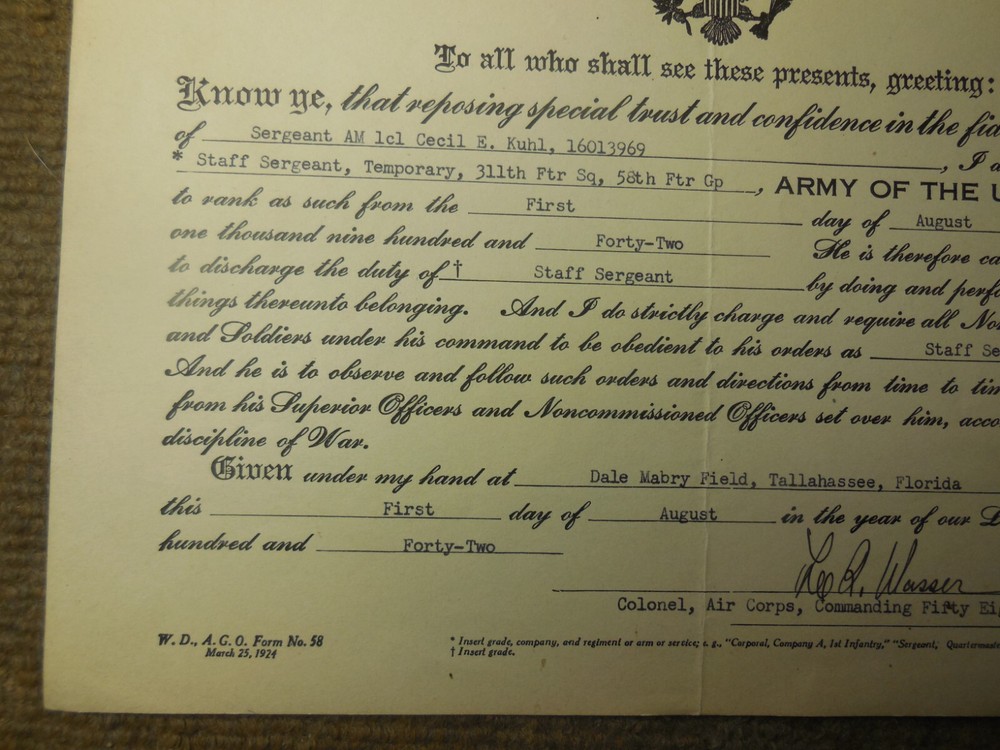 To all who shall see these presents, greeting:
Know ye, that reposing special trust and confidence in the fi
of Sergeant AM 1cl Cecil E. Kuhl, 16013969, I a
* Staff Sergeant, Temporary, 311th Ftr Sq, 58th Ftr Gp, ARMY OF THE U
to rank as such from the First day of August
one thousand nine hundred and Forty-Two He is therefore ca
to discharge the duty of † Staff Sergeant by doing and perf
things thereunto belonging. And I do strictly charge and require all No
and Soldiers under his command to be obedient to his orders as Staff Se
And he is to observe and follow such orders and directions from time to tim
from his Superior Officers and Noncommissioned Officers set over him, acco
discipline of War.
Given under my hand at Dale Mabry Field, Tallahassee, Florida
this First day of August in the year of our L
hundred and Forty-Two
Wasser
Colonel, Air Corps, Commanding Fifty Ei
W. D., A. G. O. Form No. 58
March 25, 1924
* Insert grade, company, and regiment or arm or service; e. g., "Corporal, Company A, 1st Infantry," "Sergeant, Quartermaste
† Insert grade.